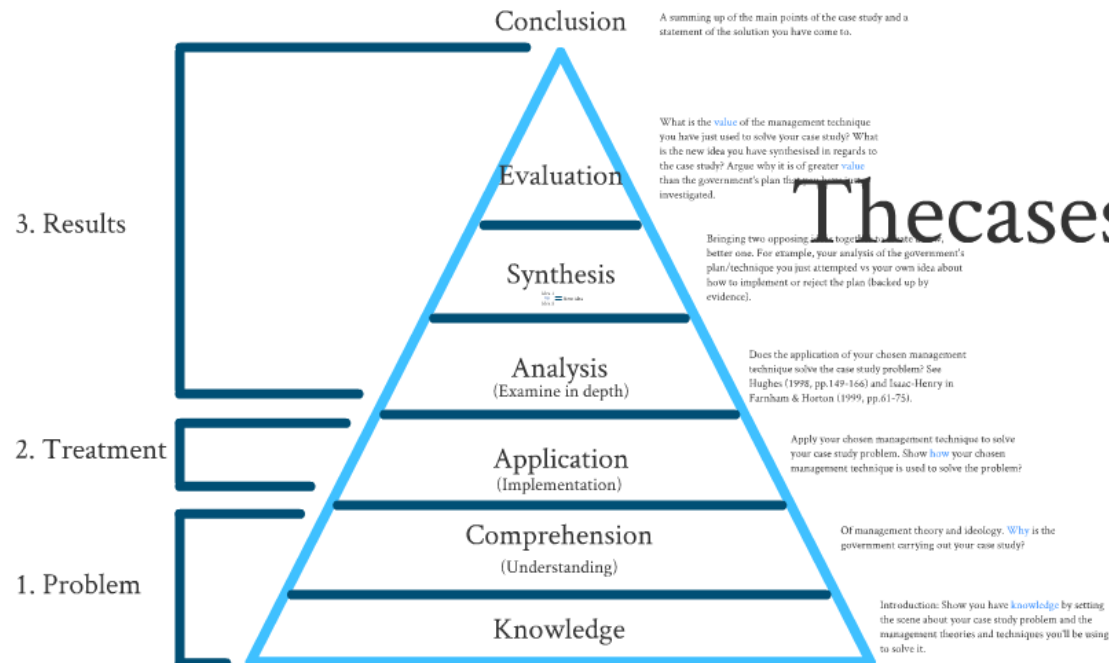 Conclusion
A summing up of the main points of the case study and a
statement of the solution you have come to.
What is the value of the management technique
you have just used to solve your case study? What
is the new idea you have synthesised in regards to
the case study? Argue why it is of greater value
than the government's plan that you have just
investigated.
Evaluation
Thecases
3. Results
Bringing two opposing ideas together to create a new,
better one. For example, your analysis of the government's
plan/technique you just attempted vs your own idea about
how to implement or reject the plan (backed up by
evidence).
Synthesis
Does the application of your chosen management
technique solve the case study problem? See
Hughes (1998, pp.149-166) and Isaac-Henry in
Farnham & Horton (1999, pp.61-75).
Analysis
(Examine in depth)
2. Treatment
Apply your chosen management technique to solve
your case study problem. Show how your chosen
management technique is used to solve the problem?
Application
(Implementation)
Comprehension
(Understanding)
Of management theory and ideology. Why is the
government carrying out your case study?
1. Problem
Knowledge
Introduction: Show you have knowledge by setting
the scene about your case study problem and the
management theories and techniques you'll be using
to solve it.